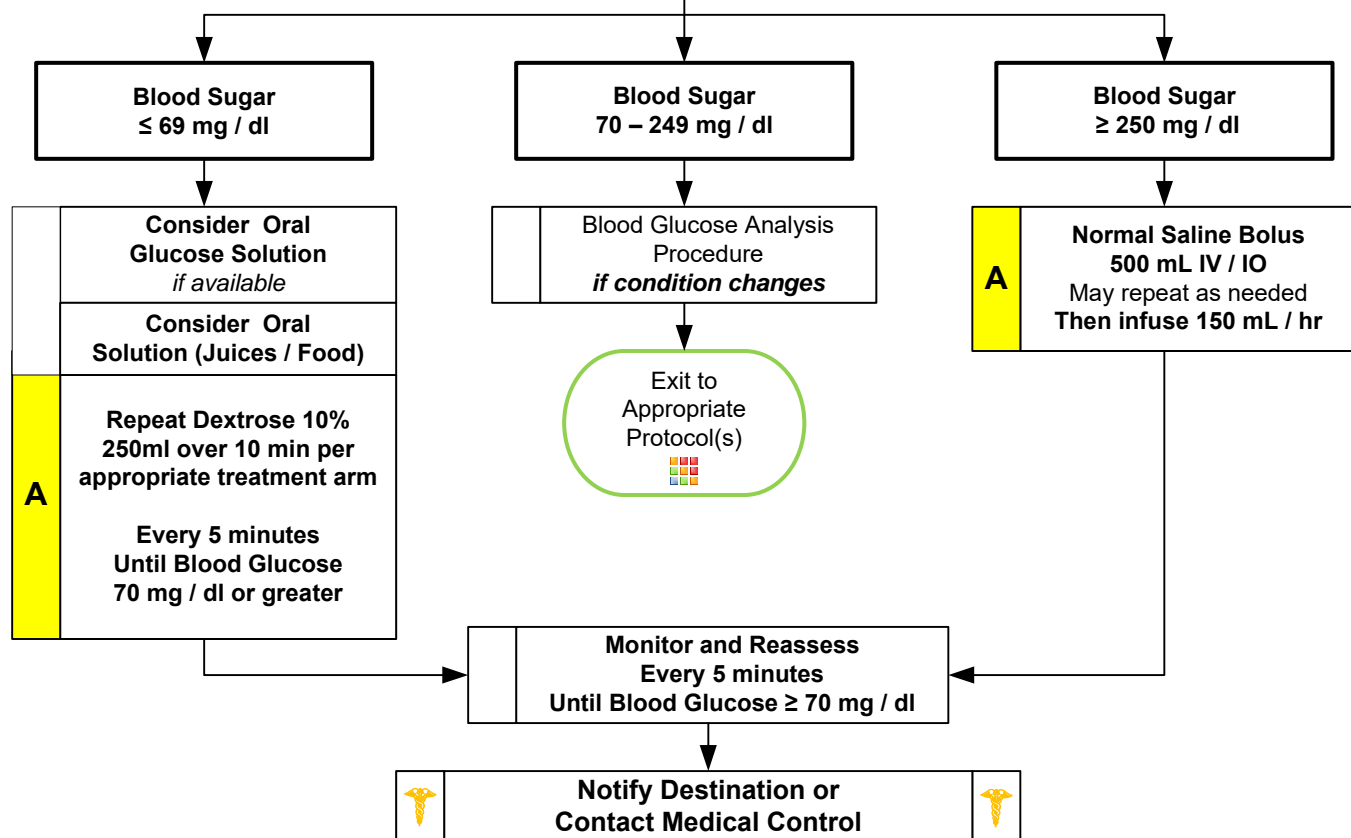 Blood Sugar
≤ 69 mg / dl
Blood Sugar
70 – 249 mg / dl
Blood Sugar
≥ 250 mg / dl
Consider Oral
Glucose Solution
if available
Consider Oral
Solution (Juices / Food)
A
Repeat Dextrose 10%
250ml over 10 min per
appropriate treatment arm
Every 5 minutes
Until Blood Glucose
70 mg / dl or greater
Blood Glucose Analysis
Procedure
if condition changes
Exit to
Appropriate
Protocol(s)
A
Normal Saline Bolus
500 mL IV / IO
May repeat as needed
Then infuse 150 mL / hr
Monitor and Reassess
Every 5 minutes
Until Blood Glucose ≥ 70 mg / dl
Notify Destination or
Contact Medical Control